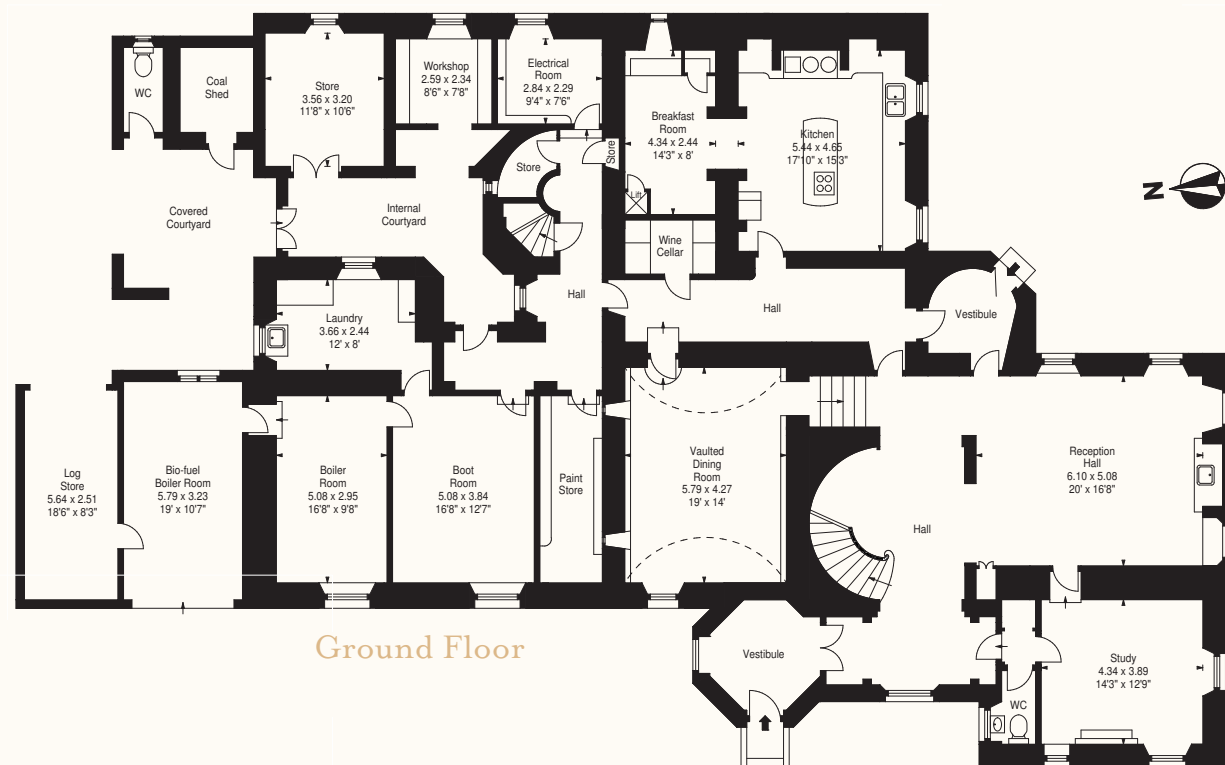 WC
Coal
Shed
Store
3.56 x 3.20
11'8" x 10'6"
Workshop
2.59 x 2.34
8'6" x 7'8"
Electrical
Room
2.84 x 2.29
9'4" x 7'6"
Breakfast
Room
4.34 x 2.44
14'3" x 8'
Kitchen
5.44 x 4.65
17'10" x 15'3"
Store
Store
Lift
N
Covered
Courtyard
Internal
Courtyard
Wine
Cellar
Hall
Hall
Vestibule
Laundry
3.66 x 2.44
12' x 8'
Log
Store
5.64 x 2.51
18'6" x 8'3"
Bio-fuel
Boiler Room
5.79 x 3.23
19' x 10'7"
Boiler
Room
5.08 x 2.95
16'8" x 9'8"
Boot
Room
5.08 x 3.84
16'8" x 12'7"
Paint
Store
Vaulted
Dining
Room
5.79 x 4.27
19' x 14'
Hall
Reception
Hall
6.10 x 5.08
20' x 16'8"
Ground Floor
Vestibule
WC
Study
4.34 x 3.89
14'3" x 12'9"